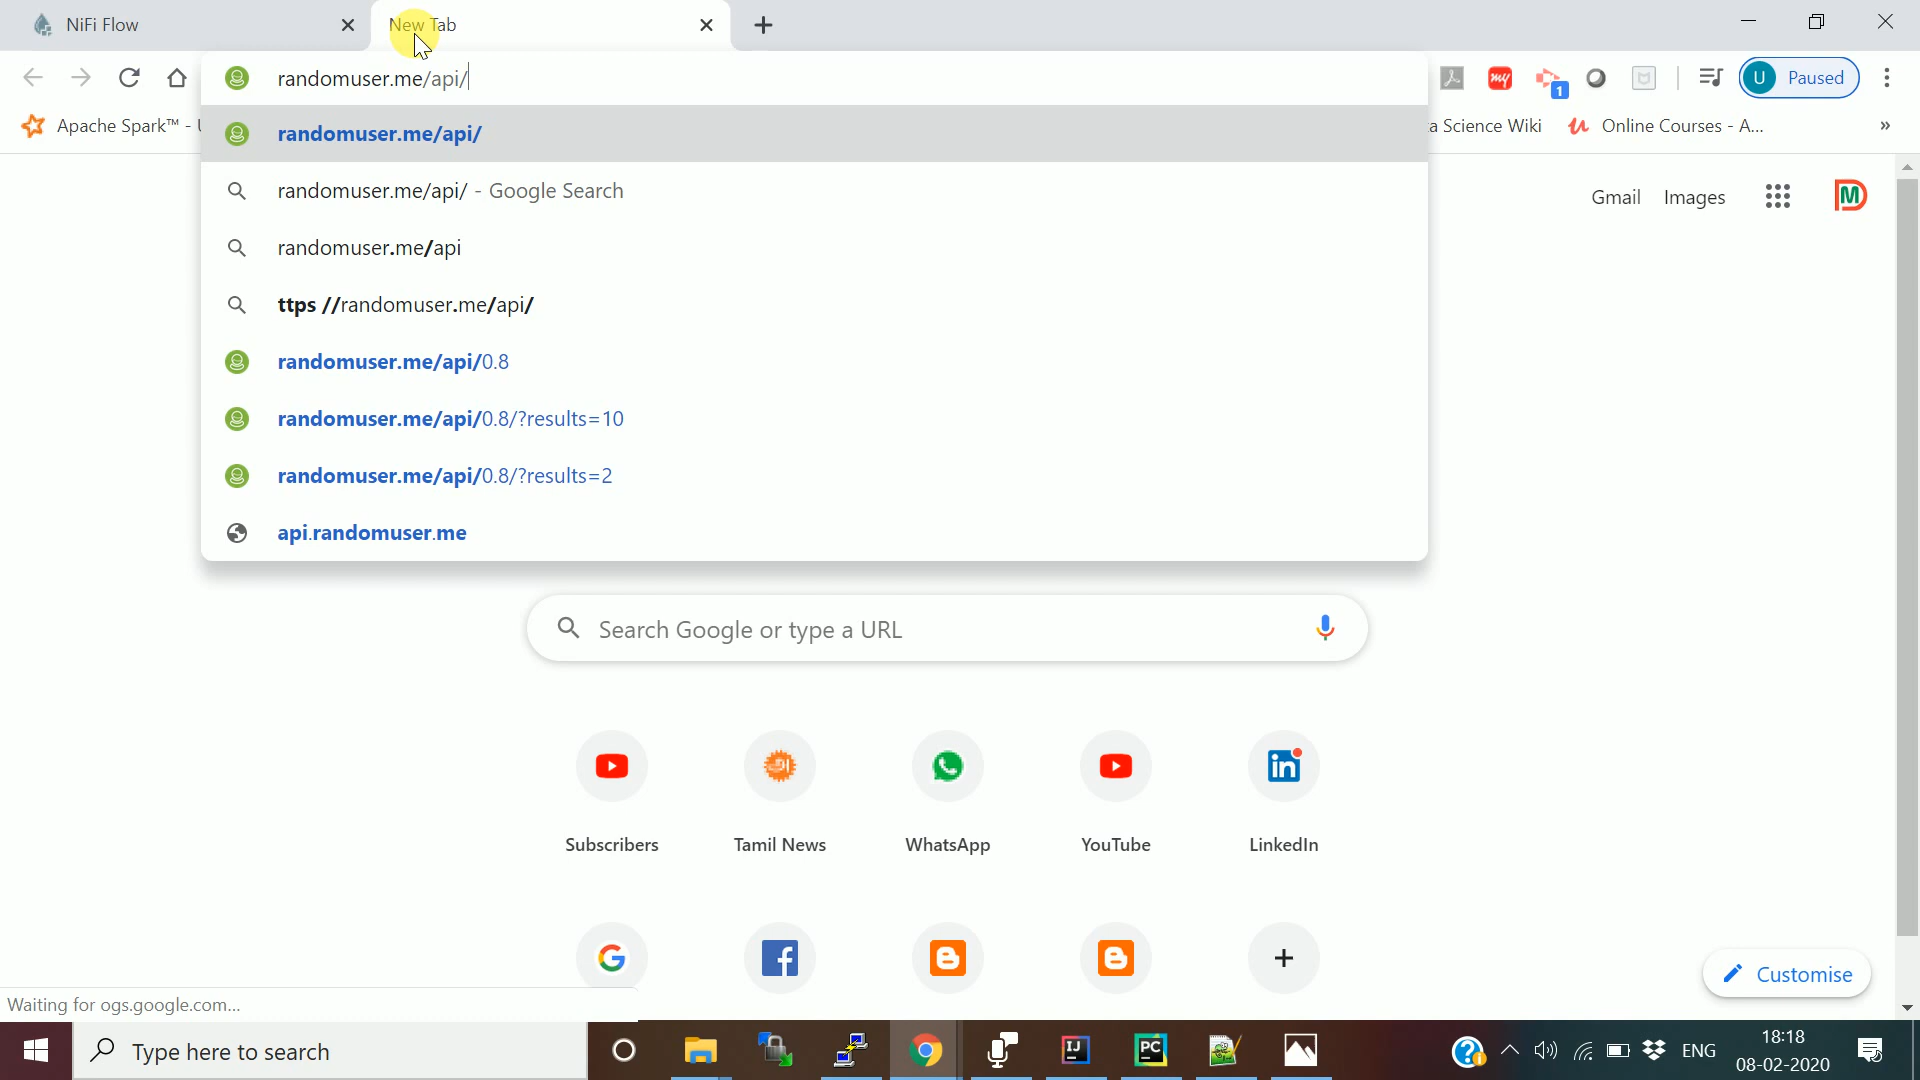 NiFi Flow
New Tab
randomuser.me/api/
1
U Paused
Apache Spark™ - U
a Science Wiki
Online Courses - A...
»
randomuser.me/api/
randomuser.me/api/ - Google Search
randomuser.me/api
ttps //randomuser.me/api/
randomuser.me/api/0.8
randomuser.me/api/0.8/?results=10
randomuser.me/api/0.8/?results=2
api.randomuser.me
Gmail Images
Search Google or type a URL
Subscribers
Tamil News
WhatsApp
YouTube
LinkedIn
Customise
Waiting for ogs.google.com...
Type here to search
ENG
18:18
08-02-2020